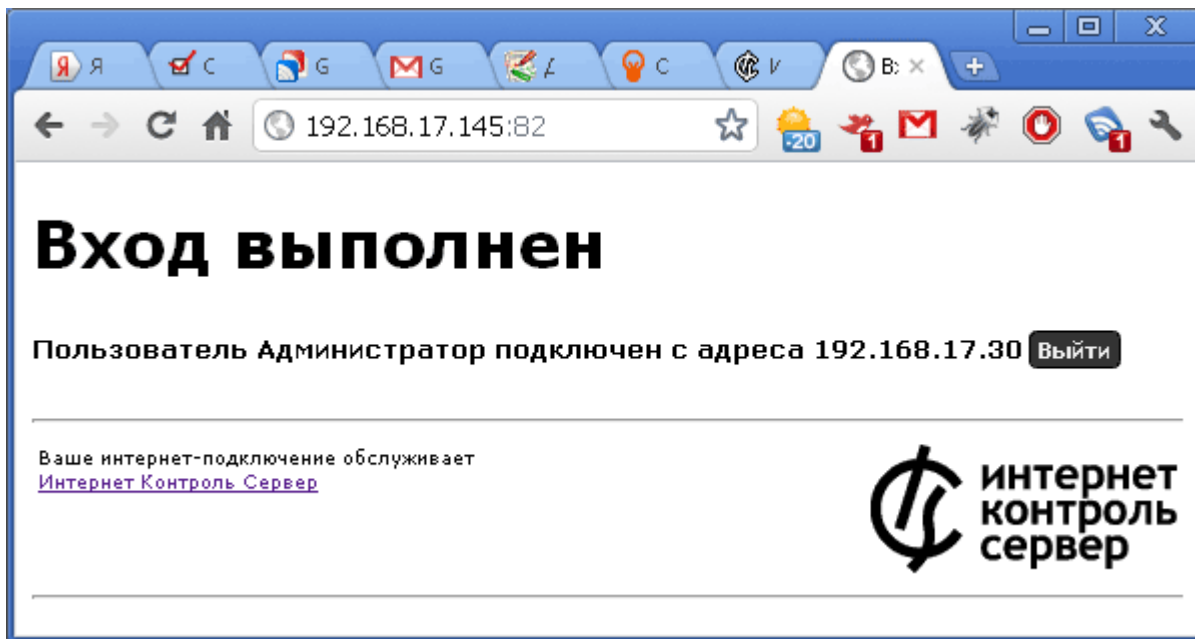 Я С G G С И В:
192.168.17.145:82 -20 1 1
Вход выполнен
Пользователь Администратор подключен с адреса 192.168.17.30 Выйти
Ваше интернет-подключение обслуживает
Интернет Контроль Сервер
интернет
контроль
сервер